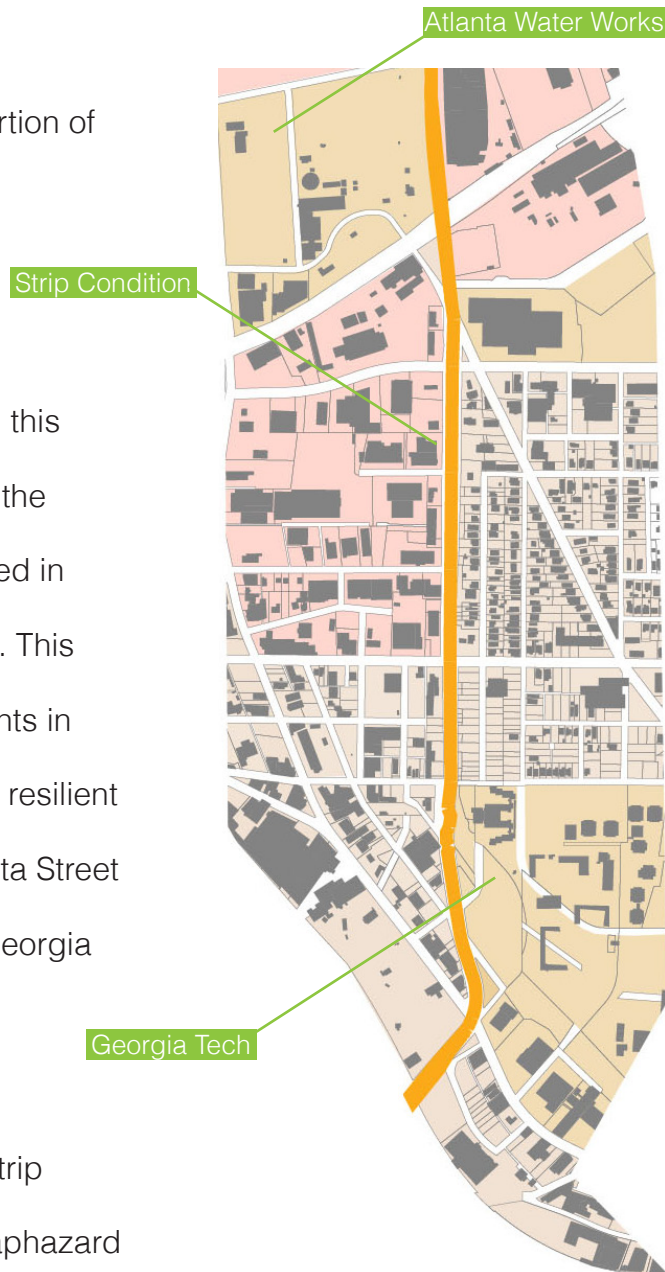 Atlanta Water Works
rtion of
Strip Condition
this
the
ed in
. This
nts in
resilient
ta Street
eorgia
Georgia Tech
trip
aphazard